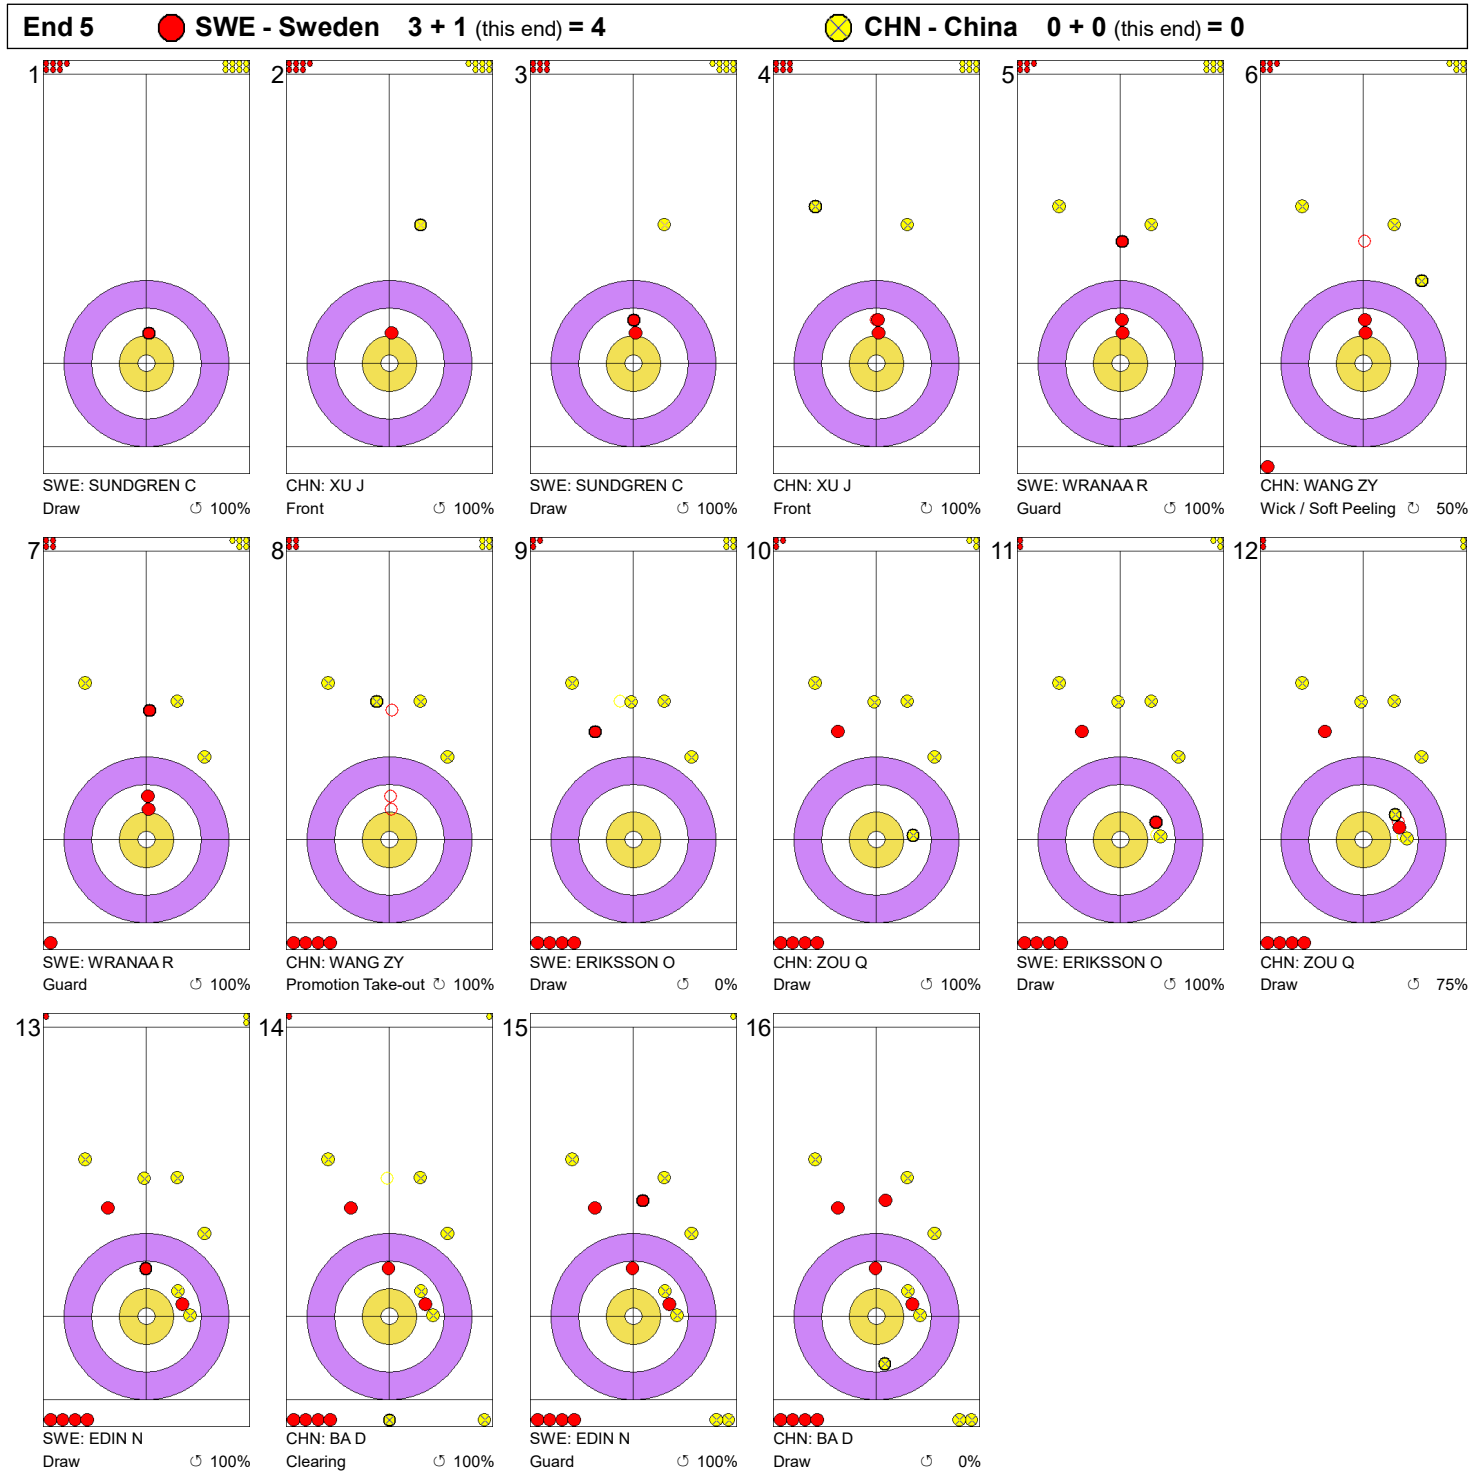 End 5 SWE - Sweden 3 + 1 (this end) = 4 CHN - China 0 + 0 (this end) = 0
1 2 3 4 5 6
SWE: SUNDGREN C CHN: XU J SWE: SUNDGREN C CHN: XU J SWE: WRANAA R CHN: WANG ZY
Draw ↺ 100% Front ↺ 100% Draw ↺ 100% Front ↻ 100% Guard ↺ 100% Wick / Soft Peeling ↻ 50%
7 8 9 10 11 12
SWE: WRANAA R CHN: WANG ZY SWE: ERIKSSON O CHN: ZOU Q SWE: ERIKSSON O CHN: ZOU Q
Guard ↺ 100% Promotion Take-out ↻ 100% Draw ↺ 0% Draw ↺ 100% Draw ↺ 100% Draw ↺ 75%
13 14 15 16
SWE: EDIN N CHN: BA D SWE: EDIN N CHN: BA D
Draw ↺ 100% Clearing ↺ 100% Guard ↺ 100% Draw ↺ 0%